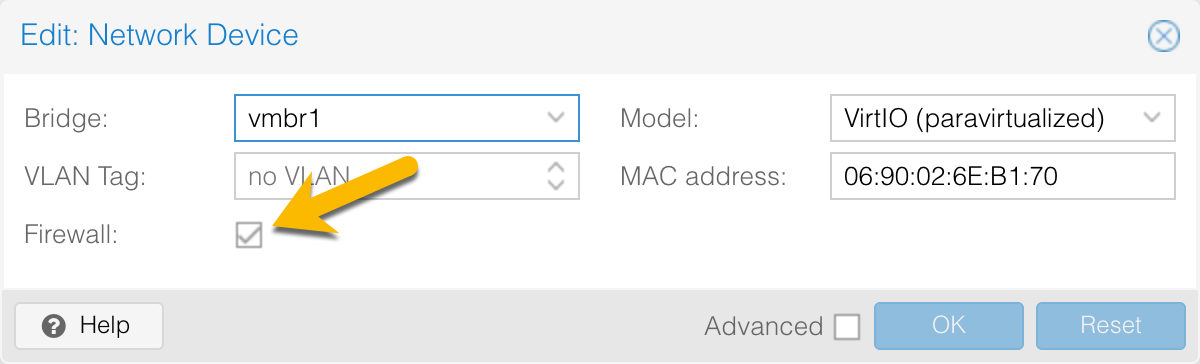 Edit: Network Device
Bridge: vmbr1 Model: VirtIO (paravirtualized)
VLAN Tag: no VLAN MAC address: 06:90:02:6E:B1:70
Firewall:
Help Advanced OK Reset